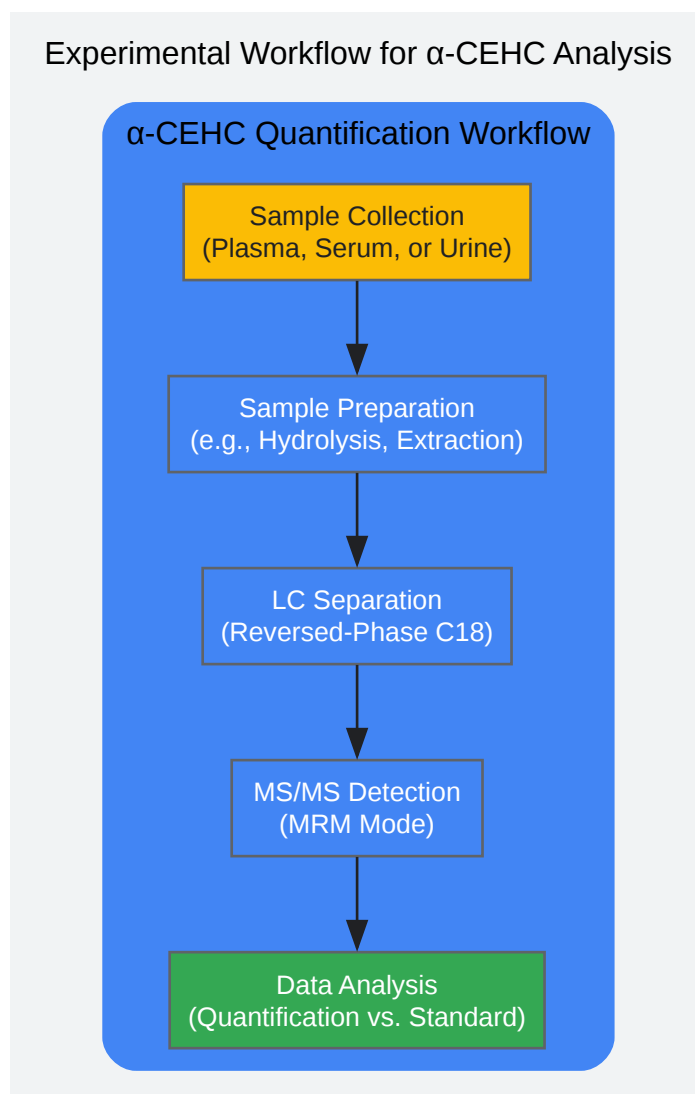 Experimental Workflow for α-CEHC Analysis
α-CEHC Quantification Workflow
Sample Collection
(Plasma, Serum, or Urine)
Sample Preparation
(e.g., Hydrolysis, Extraction)
LC Separation
(Reversed-Phase C18)
MS/MS Detection
(MRM Mode)
Data Analysis
(Quantification vs. Standard)